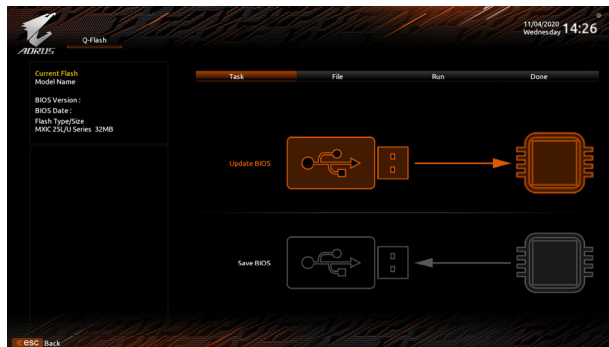 AORUS
Q-Flash
11/04/2020
Wednesday 14:26
Current Flash
Model Name
BIOS Version :
BIOS Date :
Flash Type/Size
MXIC 25L/U Series 32MB
Task File Run Done
Update BIOS
Save BIOS
esc Back